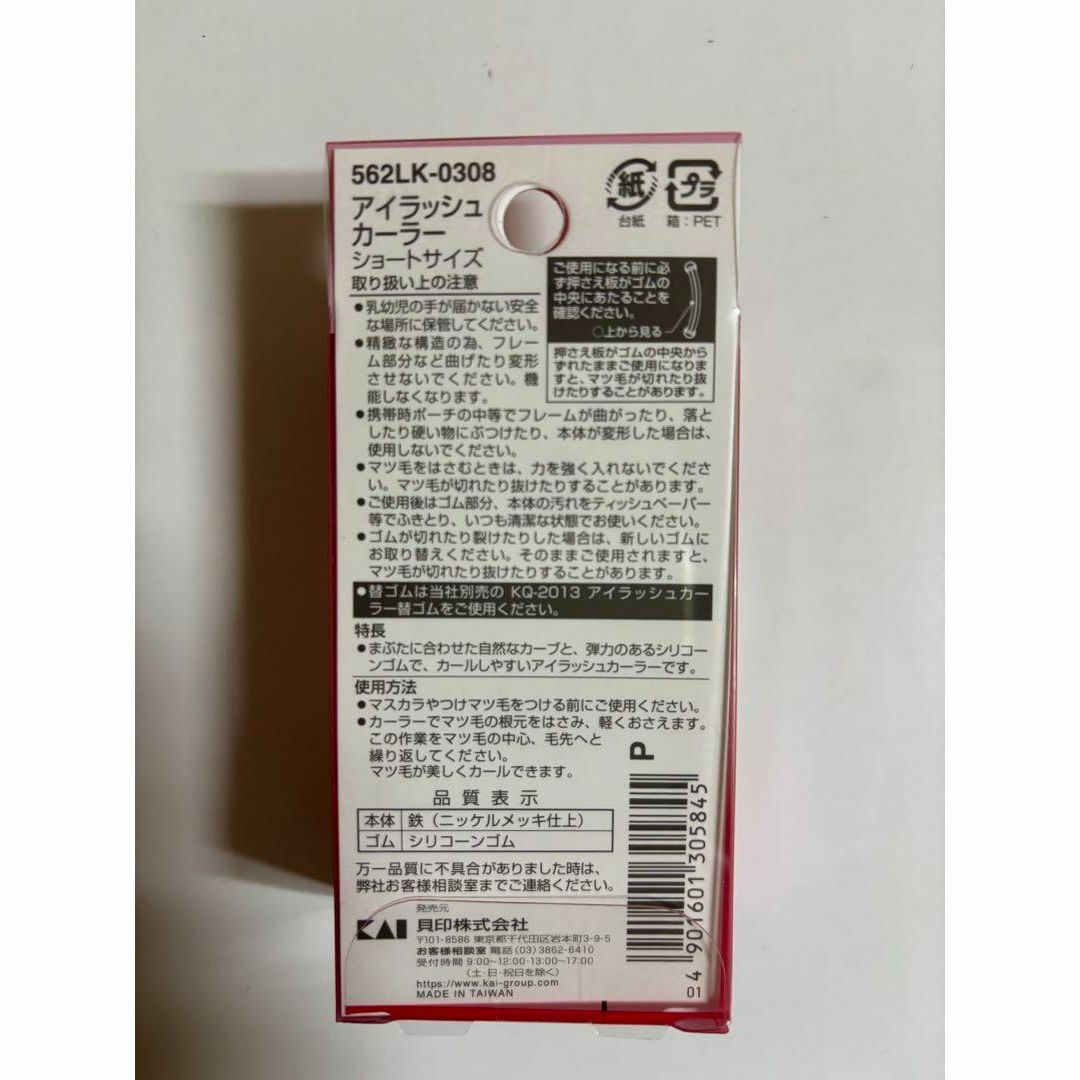 562LK-0308
アイラッシュ
カーラー
ショートサイズ
取り扱い上の注意
紙
台紙
プラ
箱：PET
●乳幼児の手が届かない安全
な場所に保管してください。
●精緻な構造の為、フレー
ム部分など曲げたり変形
させないでください。機
能しなくなります。
ご使用になる前に必
ず押さえ板がゴムの
中央にあたることを
確認ください。
○上から見る
押さえ板がゴムの中央から
ずれたままご使用になりま
すと、マツ毛が切れたり抜
けたりすることがあります。
●携帯時ポーチの中等でフレームが曲がったり、落と
したり硬い物にぶつけたり、本体が変形した場合は、
使用しないでください。
●マツ毛をはさむときは、力を強く入れないでくださ
い。マツ毛が切れたり抜けたりすることがあります。
●ご使用後はゴム部分、本体の汚れをティッシュペーパー
等でふきとり、いつも清潔な状態でお使いください。
●ゴムが切れたり裂けたりした場合は、新しいゴムに
お取り替えください。そのままご使用されますと、
マツ毛が切れたり抜けたりすることがあります。
●替ゴムは当社別売の KQ-2013 アイラッシュカー
ラー替ゴムをご使用ください。
特長
●まぶたに合わせた自然なカーブと、弾力のあるシリコー
ンゴムで、カールしやすいアイラッシュカーラーです。
使用方法
●マスカラやつけマツ毛をつける前にご使用ください。
●カーラーでマツ毛の根元をはさみ、軽くおさえます。
この作業をマツ毛の中心、毛先へと
繰り返してください。
マツ毛が美しくカールできます。
P
品質表示
本体 鉄（ニッケルメッキ仕上）
ゴム シリコーンゴム
万一品質に不具合がありました時は、
弊社お客様相談室までご連絡ください。
発売元
KAI 貝印株式会社
〒101-8586 東京都千代田区岩本町3-9-5
お客様相談室 電話(03)3862-6410
受付時間 9:00~12:00・13:00~17:00
（土・日・祝日を除く）
https://www.kai-group.com/
MADE IN TAIWAN
4 901601 305845
01